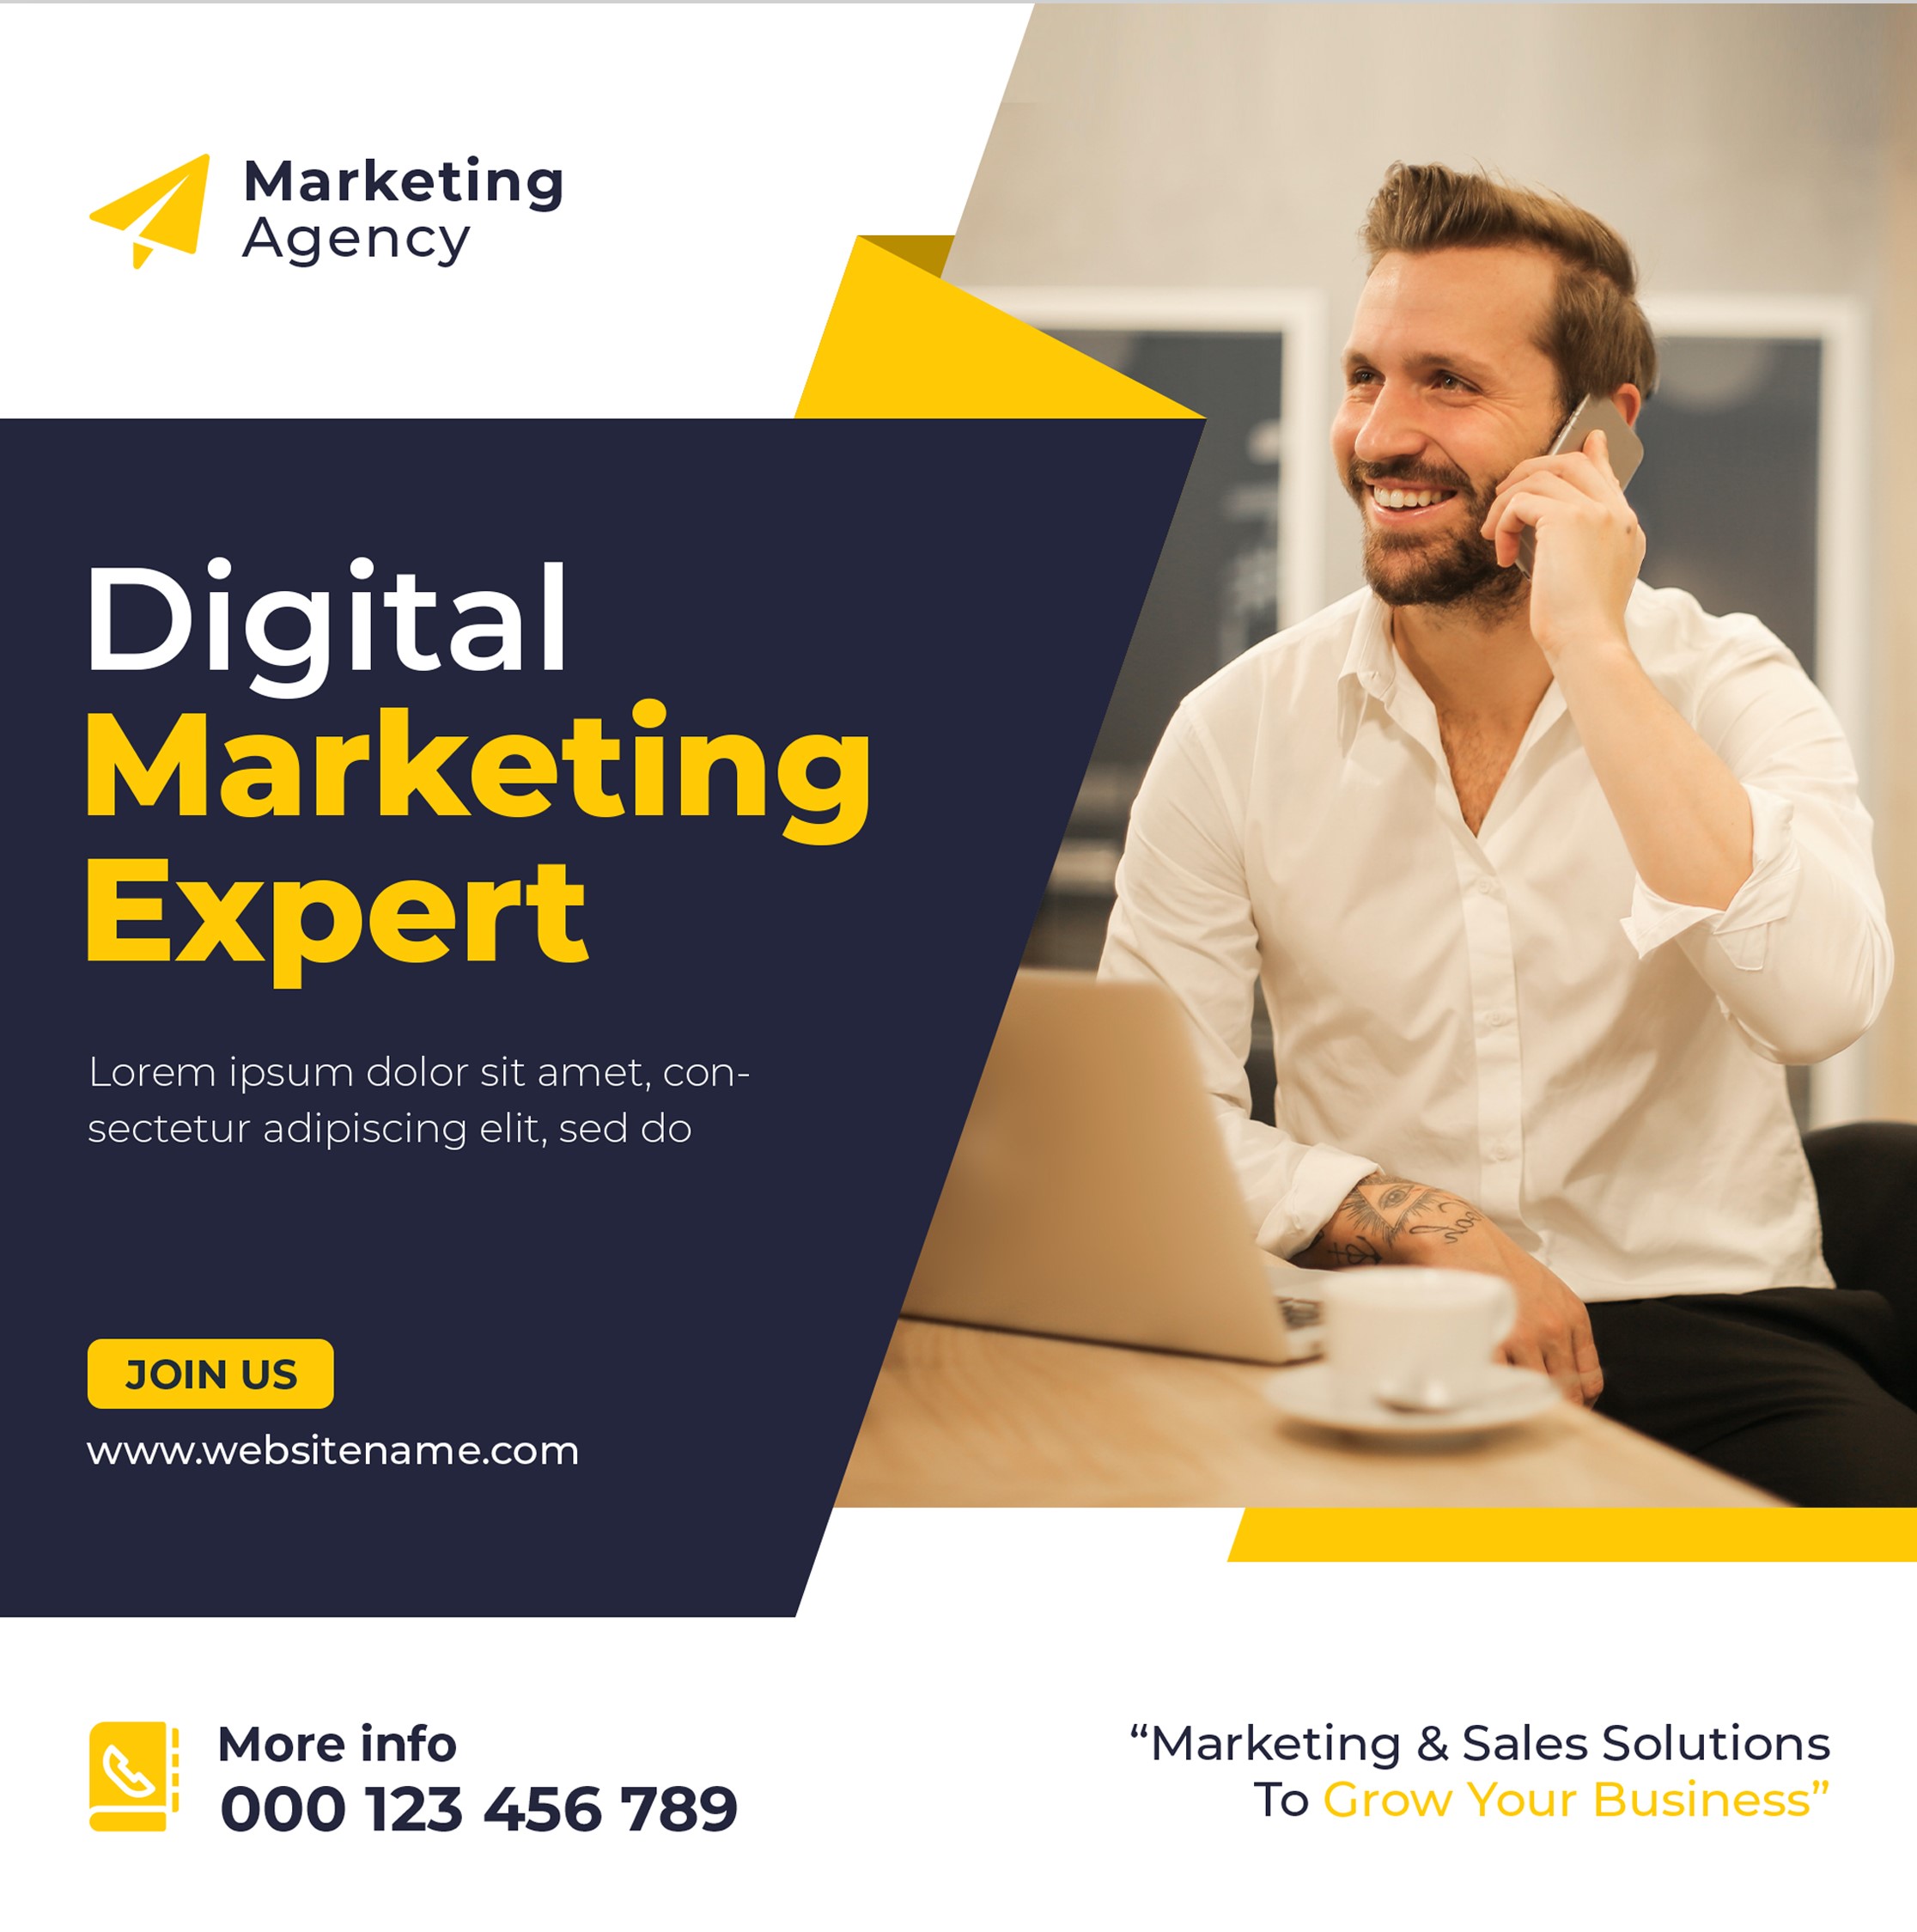 Marketing
Agency
Digital
Marketing
Expert
Lorem ipsum dolor sit amet, con-
sectetur adipiscing elit, sed do
JOIN US
www.websitename.com
More info
000 123 456 789
“Marketing & Sales Solutions
To Grow Your Business”